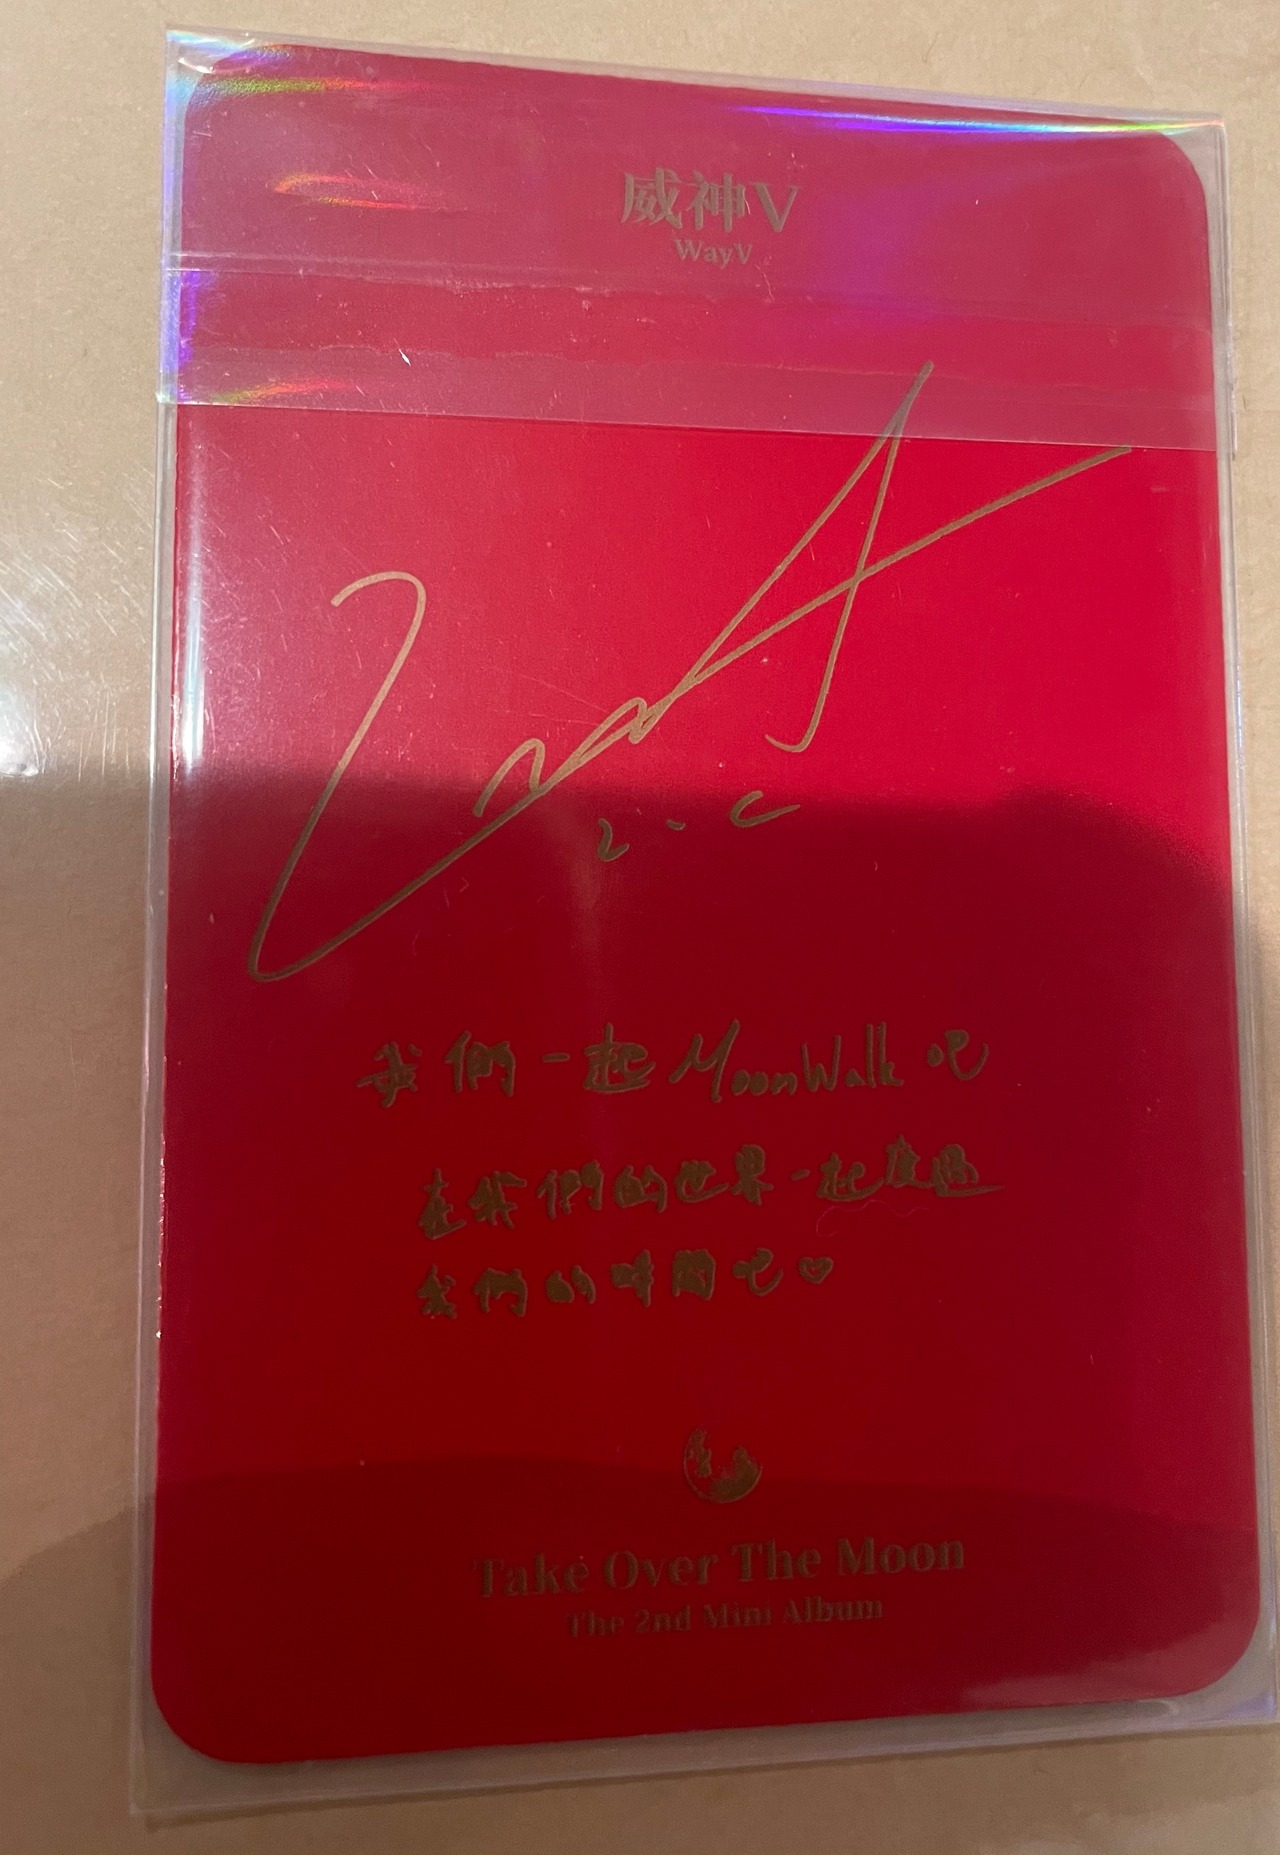 威神V
WayV
我們一起MoonWalk吧
在我們的世界一起度過
我們的時間吧♡
Take Over The Moon
The 2nd Mini Album